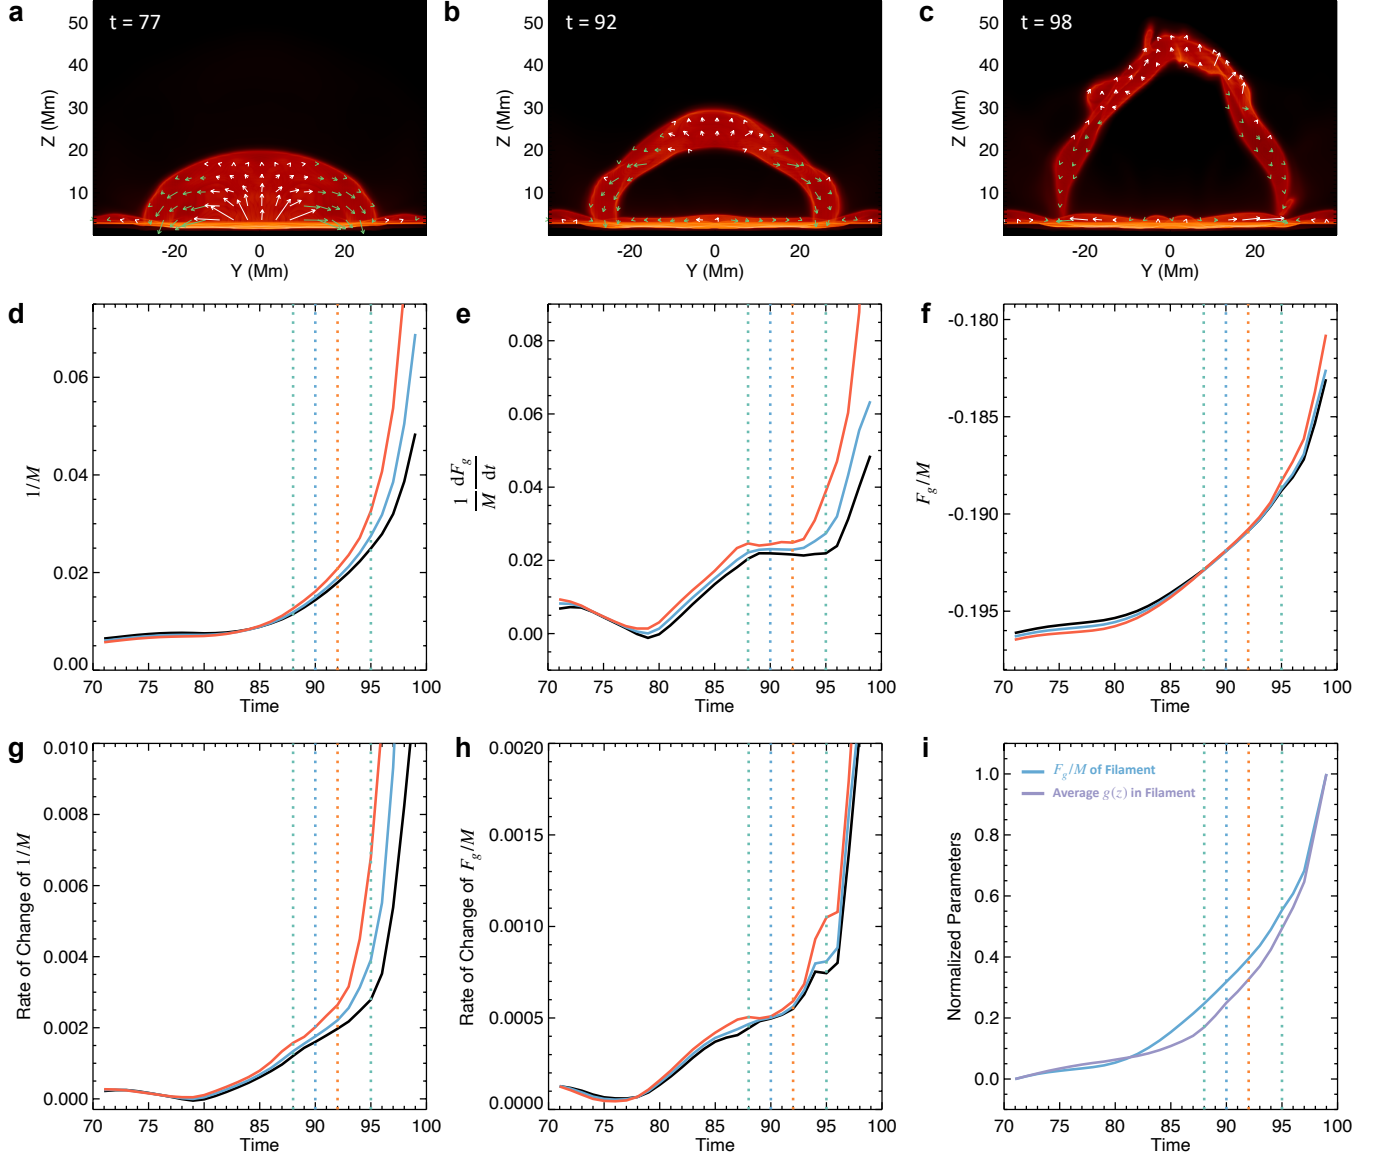 a
t = 77
50
40
30
20
10
Z (Mm)
-20 0 20
Y (Mm)
b
t = 92
50
40
30
20
10
Z (Mm)
-20 0 20
Y (Mm)
c
t = 98
50
40
30
20
10
Z (Mm)
-20 0 20
Y (Mm)
d
0.06
0.04
0.02
0.00
1/M
70 75 80 85 90 95 100
Time
e
0.08
0.06
0.04
0.02
0.00
1/M dF_g/dt
70 75 80 85 90 95 100
Time
f
-0.180
-0.185
-0.190
-0.195
F_g/M
70 75 80 85 90 95 100
Time
g
0.010
0.008
0.006
0.004
0.002
0.000
Rate of Change of 1/M
70 75 80 85 90 95 100
Time
h
0.0020
0.0015
0.0010
0.0005
0.0000
Rate of Change of F_g/M
70 75 80 85 90 95 100
Time
i
F_g/M of Filament
Average g(z) in Filament
1.0
0.8
0.6
0.4
0.2
0.0
Normalized Parameters
70 75 80 85 90 95 100
Time